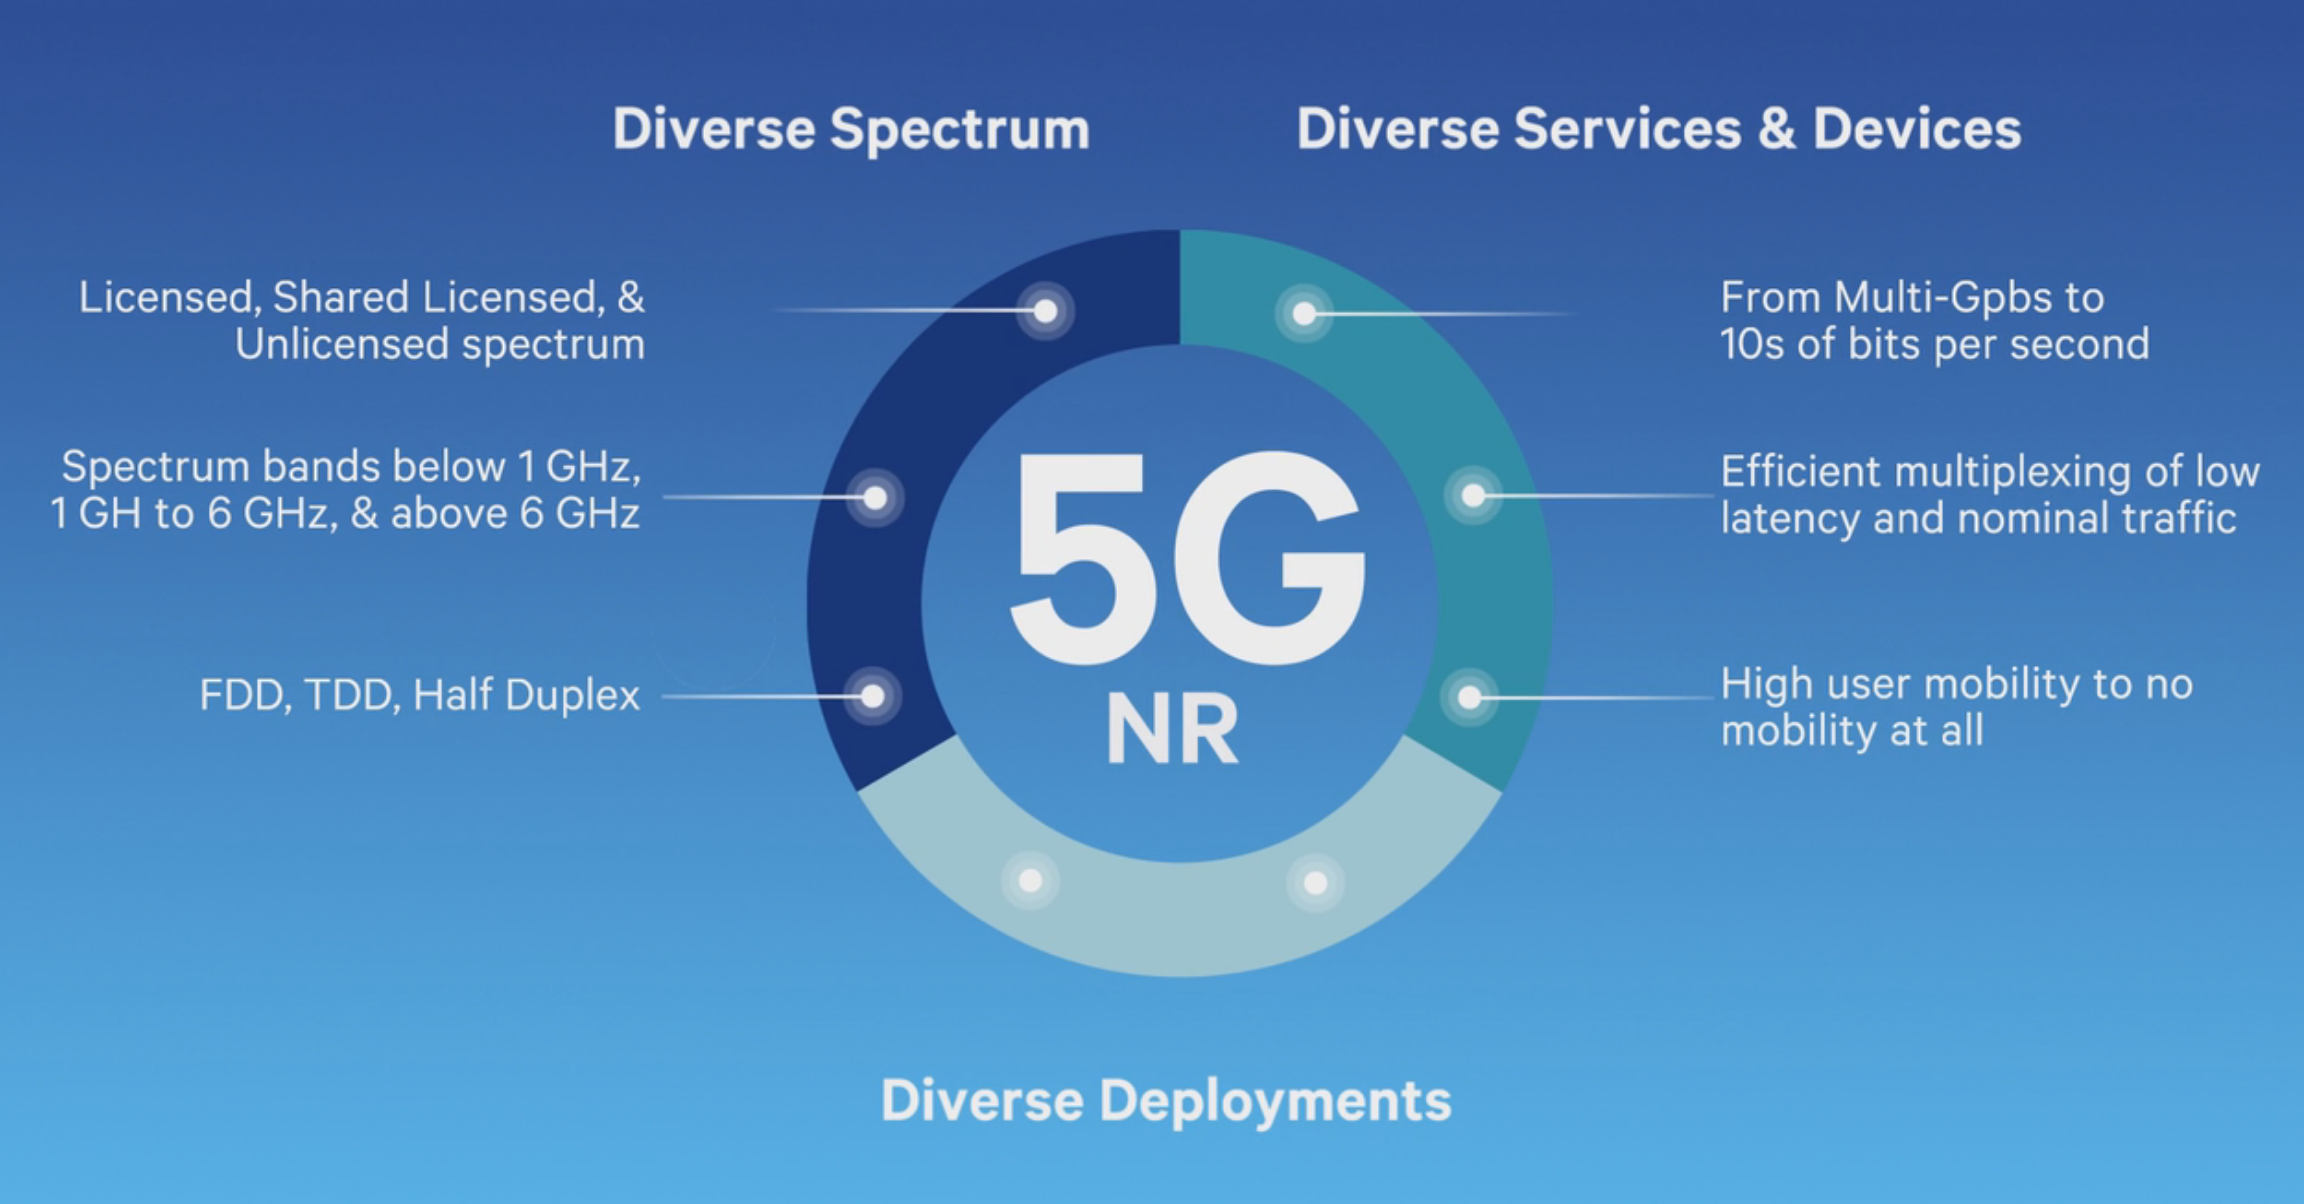 Diverse Spectrum
Licensed, Shared Licensed, &
Unlicensed spectrum
Spectrum bands below 1 GHz,
1 GH to 6 GHz, & above 6 GHz
FDD, TDD, Half Duplex
5G
NR
Diverse Services & Devices
From Multi-Gpbs to
10s of bits per second
Efficient multiplexing of low
latency and nominal traffic
High user mobility to no
mobility at all
Diverse Deployments